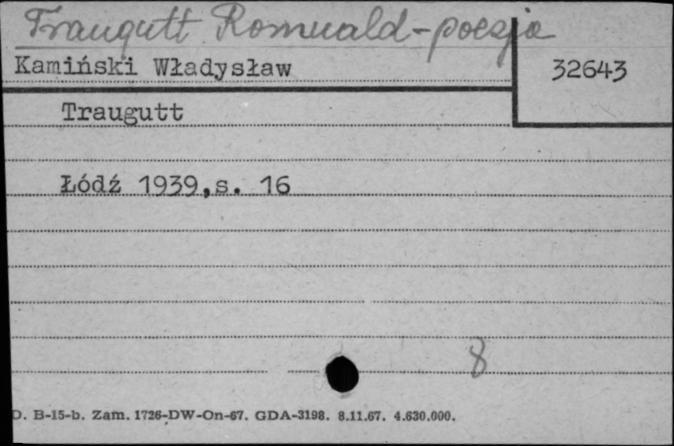 Traugutt Romuald-poezja
Kamiński Władysław
32643
Traugutt
Łódź 1939,s. 16
8
D. B-15-b. Zam. 1726-DW-On-67. GDA-3198. 8.11.67. 4.630.000.